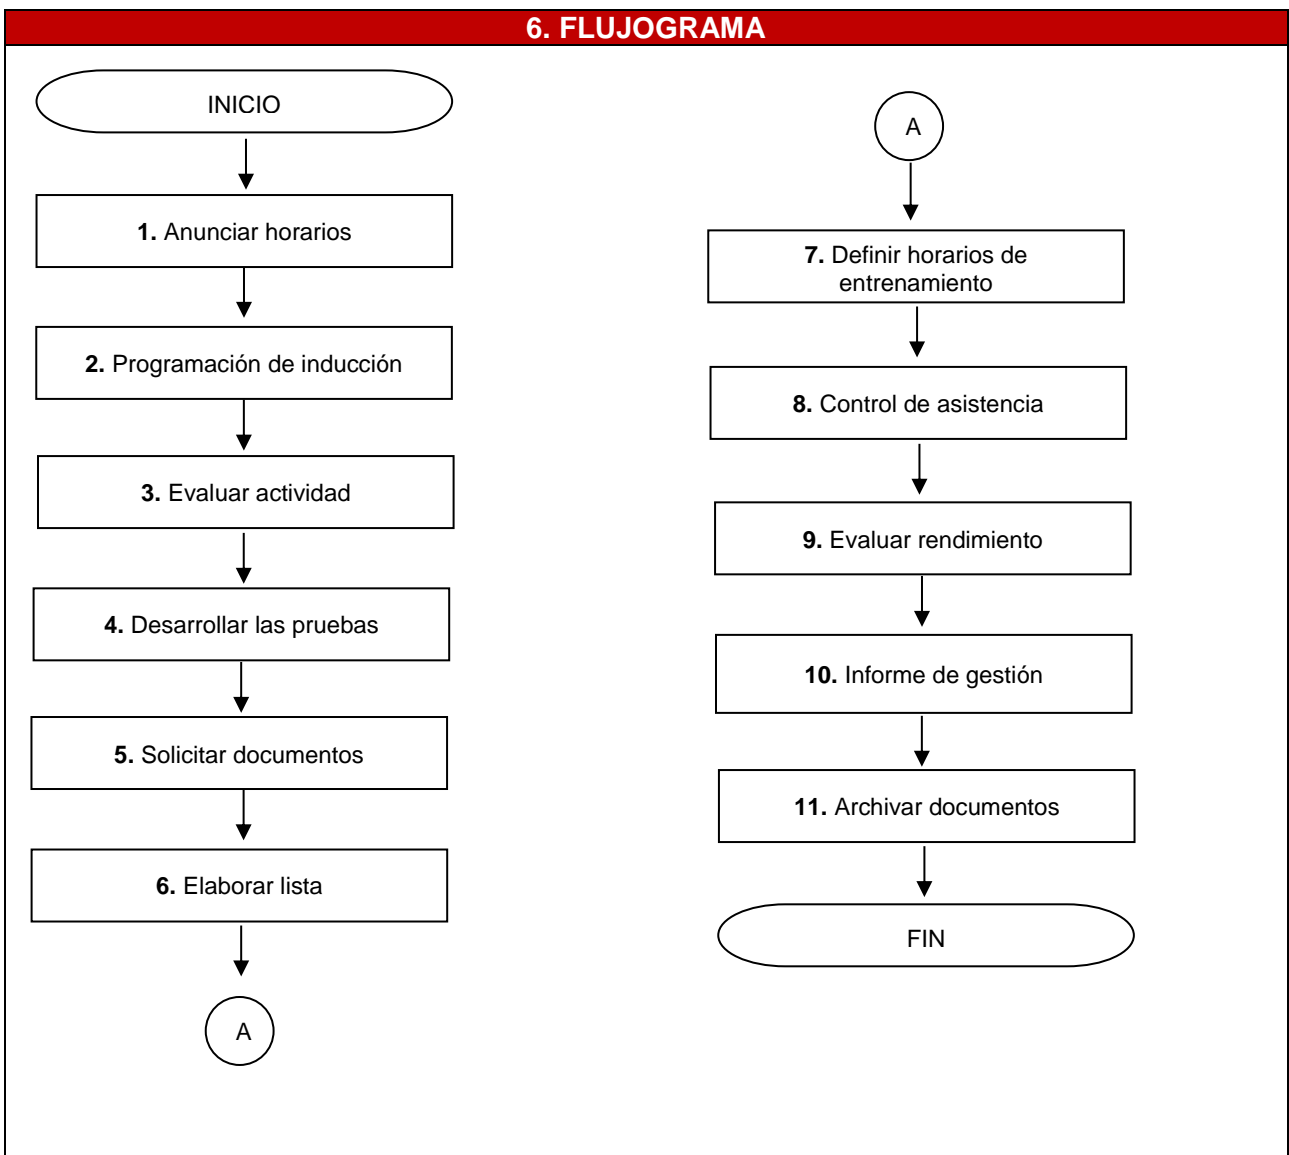 6. FLUJOGRAMA
INICIO
1. Anunciar horarios
2. Programación de inducción
3. Evaluar actividad
4. Desarrollar las pruebas
5. Solicitar documentos
6. Elaborar lista
A
A
7. Definir horarios de
entrenamiento
8. Control de asistencia
9. Evaluar rendimiento
10. Informe de gestión
11. Archivar documentos
FIN